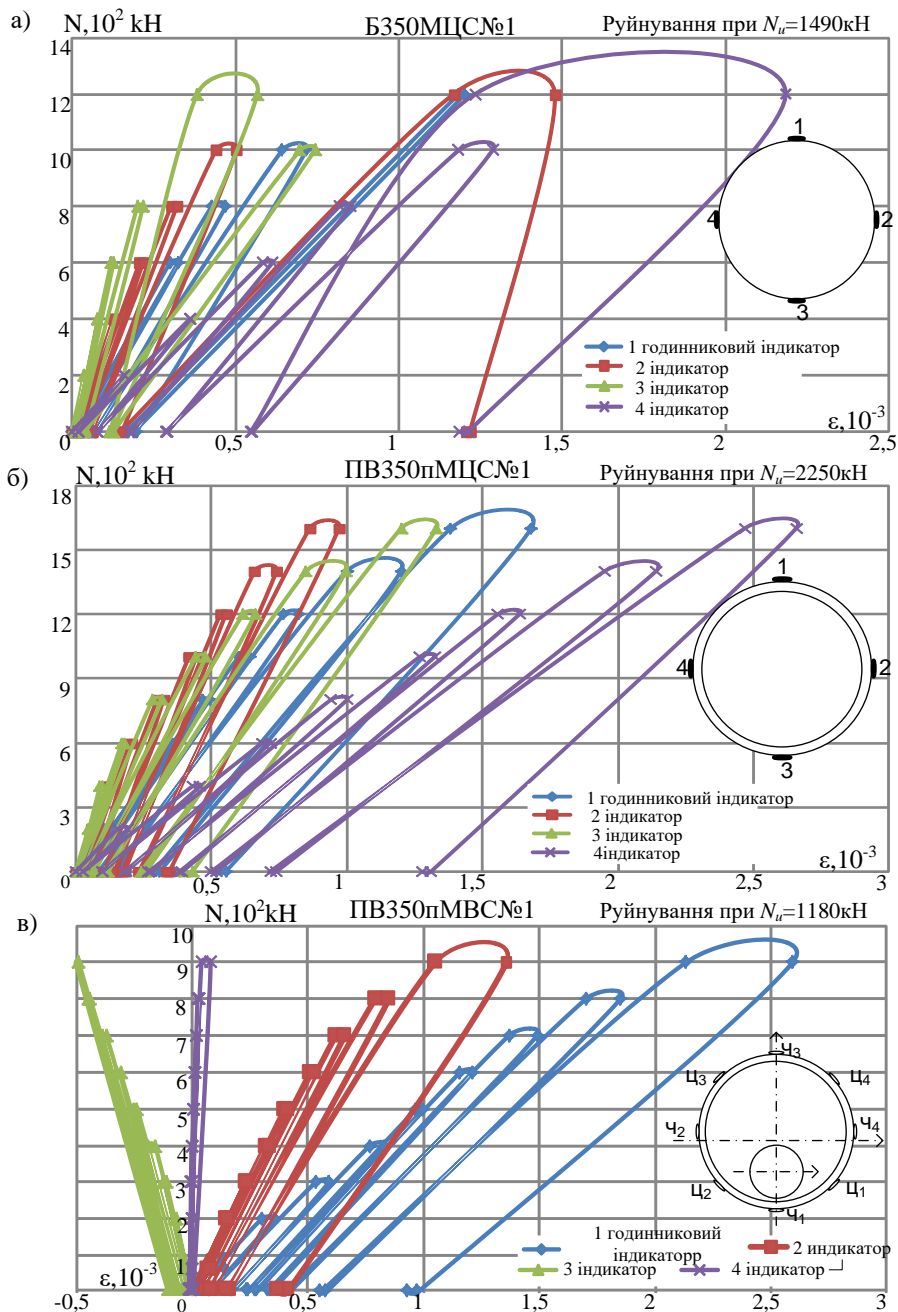 а)
N,10² kH
Б350МЦС№1
Руйнування при Nᵤ=1490кН
14
12
10
8
6
4
2
0
0,5
1
1,5
2
2,5
ε,10⁻³
1
2
3
4
1 годинниковий індикатор
2 індикатор
3 індикатор
4 індикатор
б)
N,10² kH
ПВ350пМЦС№1
Руйнування при Nᵤ=2250кН
18
15
12
9
6
3
0
0,5
1
1,5
2
2,5
3
ε,10⁻³
1
2
3
4
1 годинниковий індикатор
2 індикатор
3 індикатор
4індикатор
в)
N,10²kH
ПВ350пМВС№1
Руйнування при Nᵤ=1180кН
10
9
8
7
6
5
4
3
2
1
ε,10⁻³
-0,5
0
0,5
1
1,5
2
2,5
3
Ч3
Ц3
Ц4
Ч2
Ч4
Ц2
Ц1
Ч1
1 годинниковий
індикаторр
2 индикатор
3 індикатор
4 індикатор